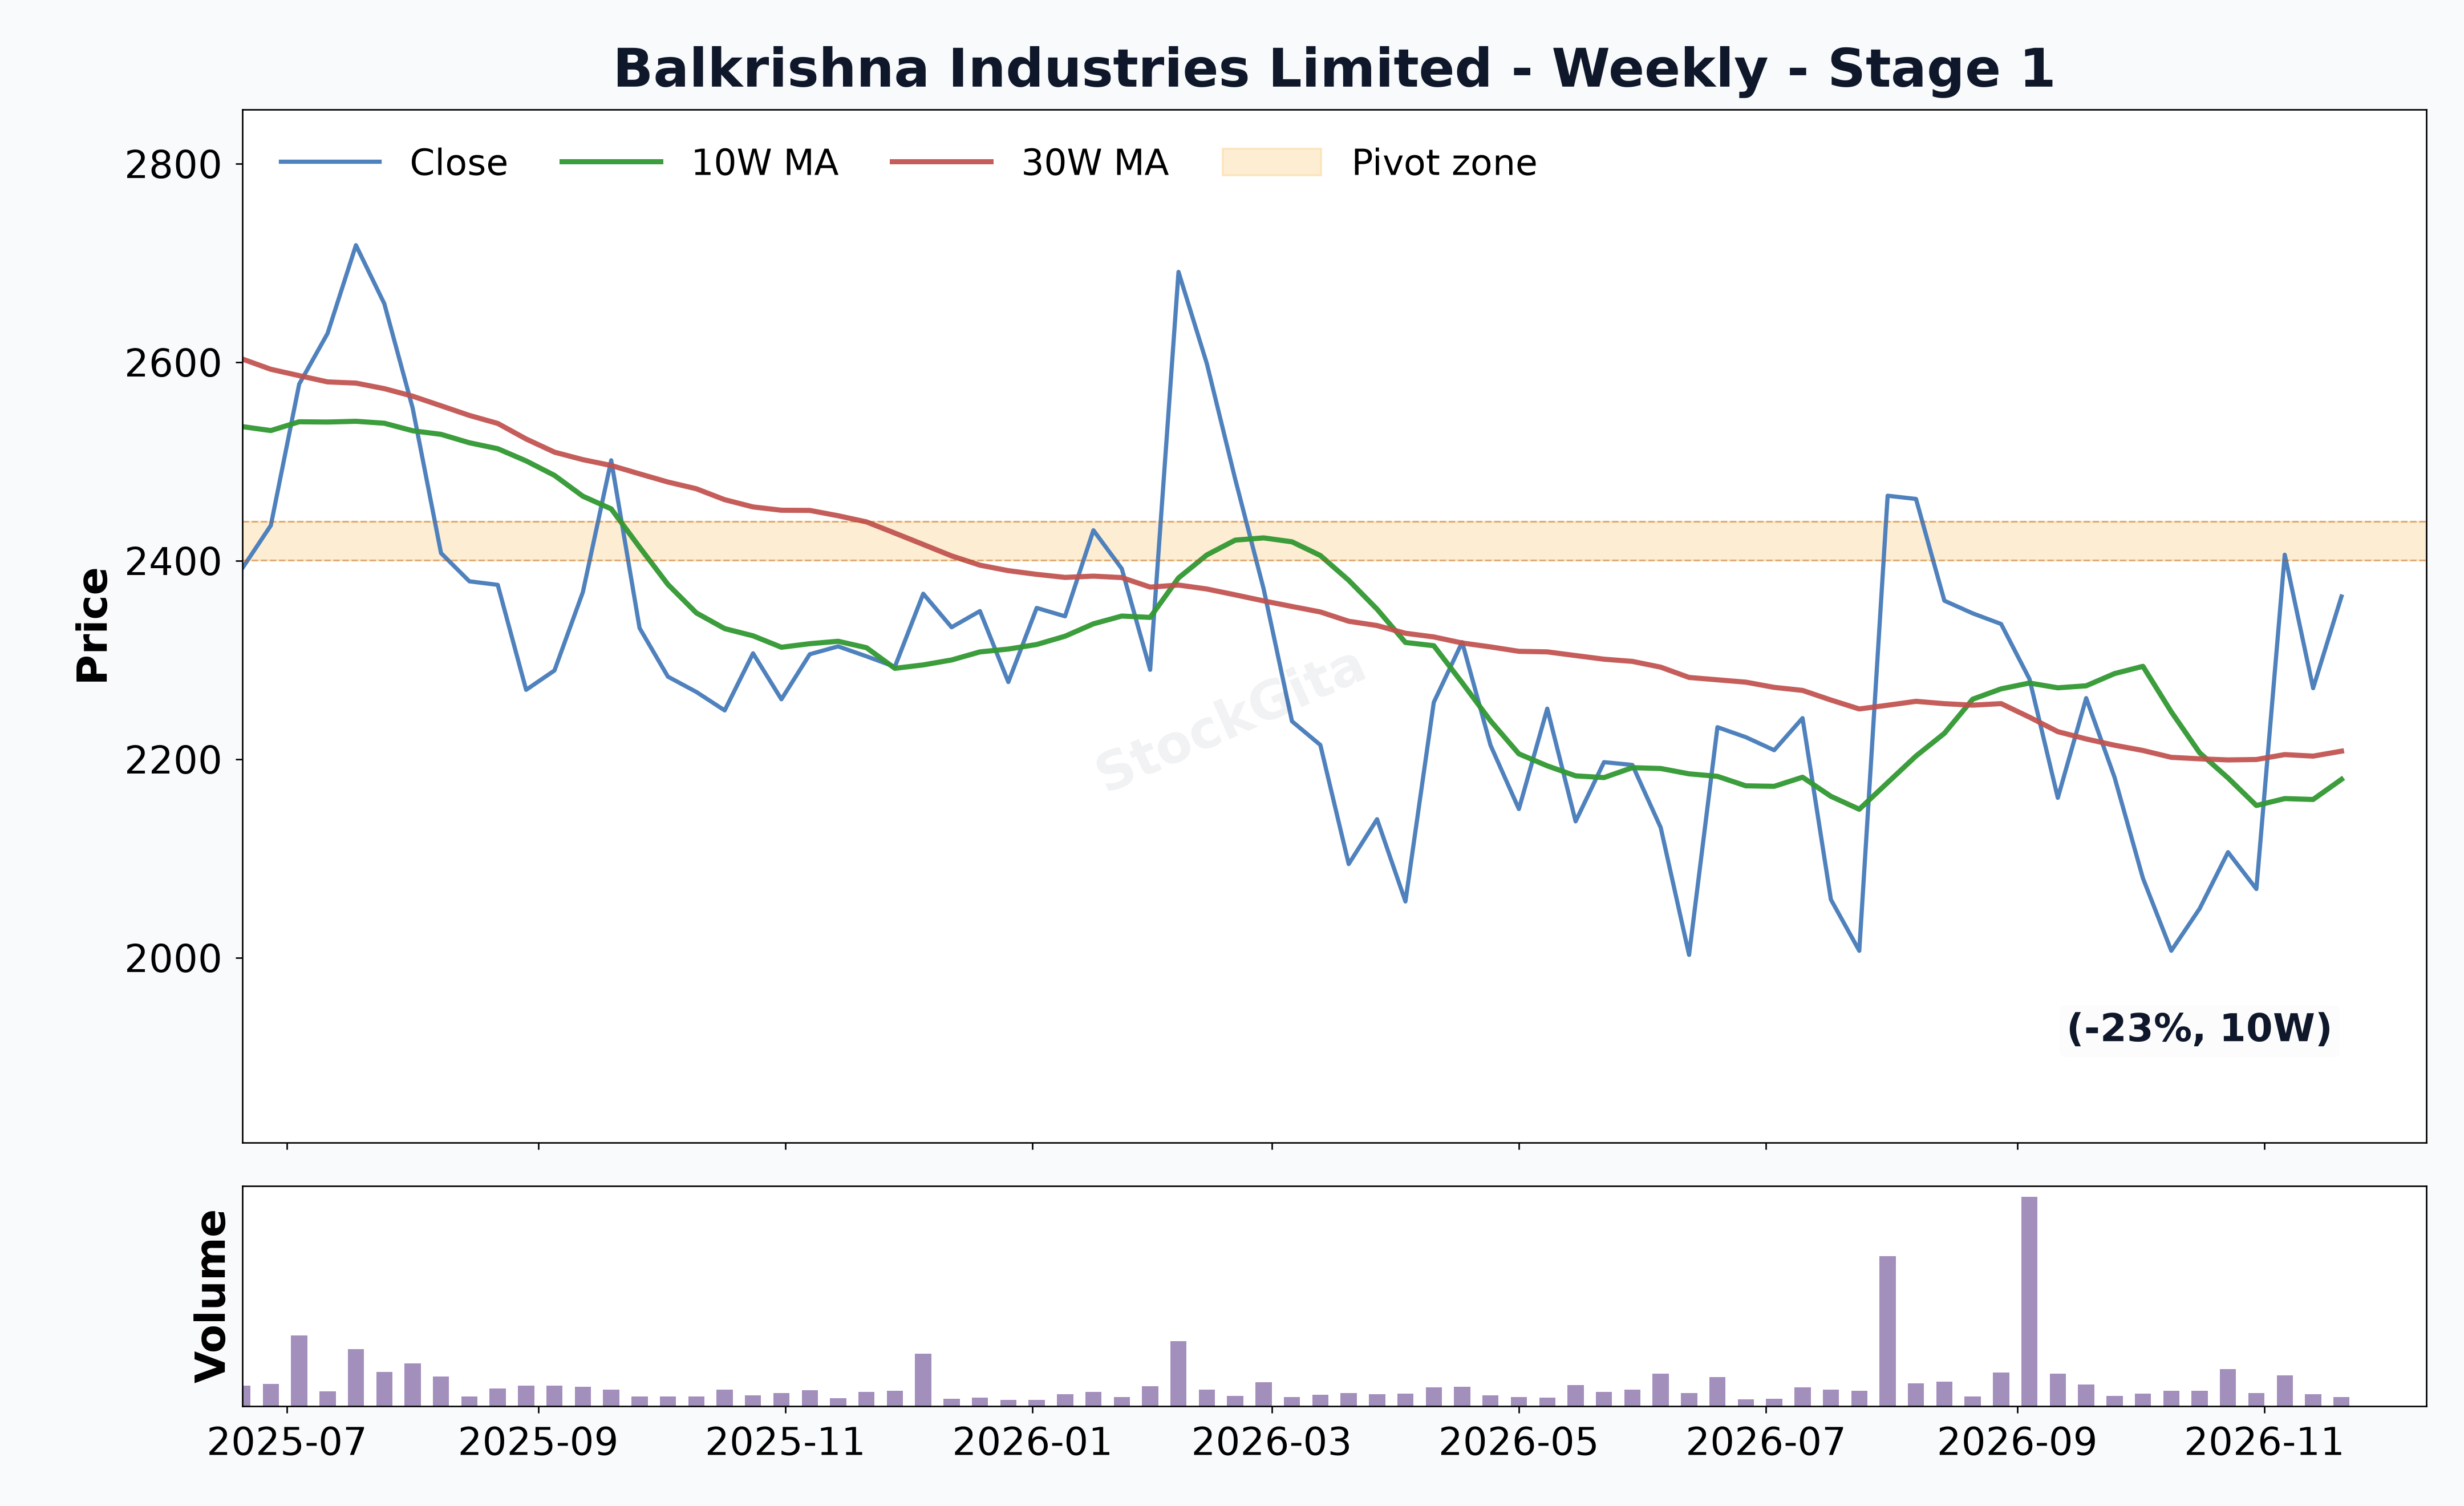 Balkrishna Industries Limited - Weekly - Stage 1
Close 10W MA 30W MA Pivot zone
2800
2600
2400
2200
2000
Price
StockGita
(-23%, 10W)
Volume
2025-07 2025-09 2025-11 2026-01 2026-03 2026-05 2026-07 2026-09 2026-11